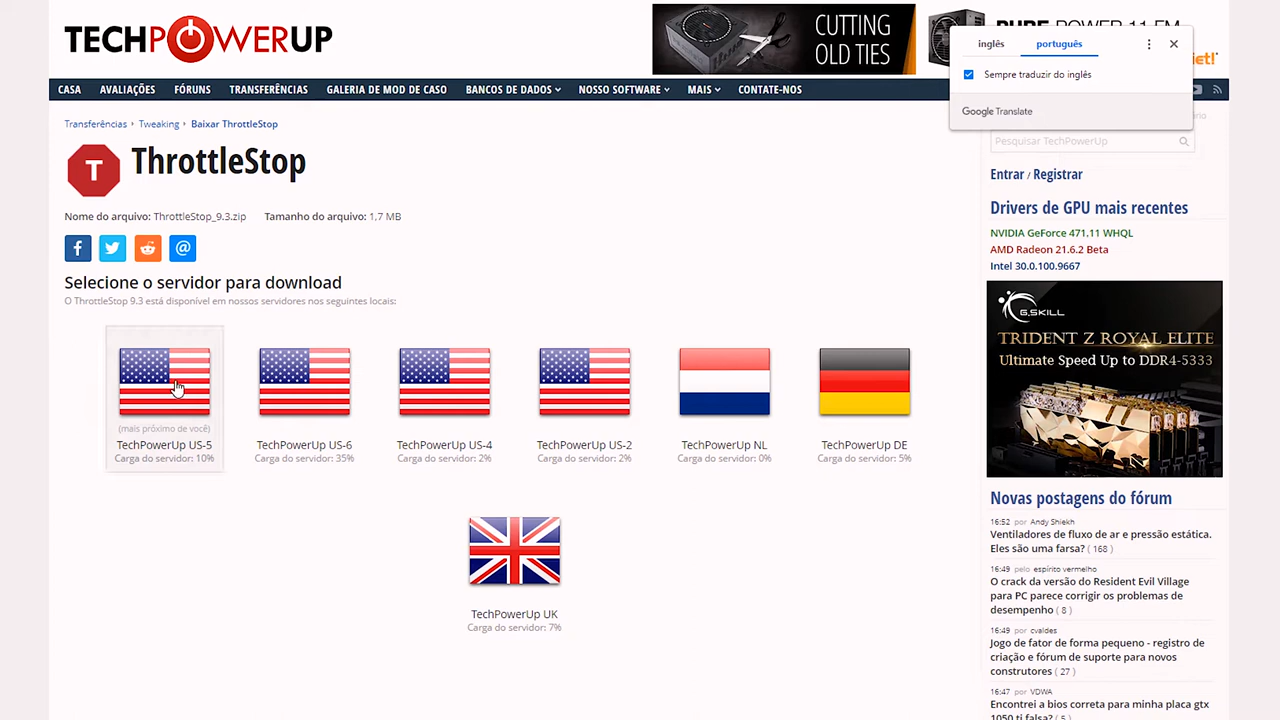 TECHPOWERUP
CUTTING
OLD TIES
inglês
português
Sempre traduzir do inglês
Google Translate
CASA
AVALIAÇÕES
FÓRUNS
TRANSFERÊNCIAS
GALERIA DE MOD DE CASO
BANCOS DE DADOS
NOSSO SOFTWARE
MAIS
CONTATE-NOS
Transferências
Tweaking
Baixar ThrottleStop
Pesquisar TechPowerUp
T
ThrottleStop
Entrar / Registrar
Nome do arquivo: ThrottleStop_9.3.zip
Tamanho do arquivo: 1,7 MB
Selecione o servidor para download
O ThrottleStop 9.3 está disponível em nossos servidores nos seguintes locais:
(mais próximo de você)
TechPowerUp US-5
Carga do servidor: 10%
TechPowerUp US-6
Carga do servidor: 35%
TechPowerUp US-4
Carga do servidor: 2%
TechPowerUp US-2
Carga do servidor: 2%
TechPowerUp NL
Carga do servidor: 0%
TechPowerUp DE
Carga do servidor: 5%
TechPowerUp UK
Carga do servidor: 7%
Drivers de GPU mais recentes
NVIDIA GeForce 471.11 WHQL
AMD Radeon 21.6.2 Beta
Intel 30.0.100.9667
G.SKILL
TRIDENT Z ROYAL ELITE
Ultimate Speed Up to DDR4-5333
Novas postagens do fórum
16:52 por Andy Shiekh
Ventiladores de fluxo de ar e pressão estática.
Eles são uma farsa? ( 168 )
16:49 pelo espírito vermelho
O crack da versão do Resident Evil Village
para PC parece corrigir os problemas de
desempenho ( 8 )
16:49 por cvaldes
Jogo de fator de forma pequeno - registro de
criação e fórum de suporte para novos
construtores ( 27 )
16:47 por VDWA
Encontrei a bios correta para minha placa gtx
1050 ti falsa? ( 5 )